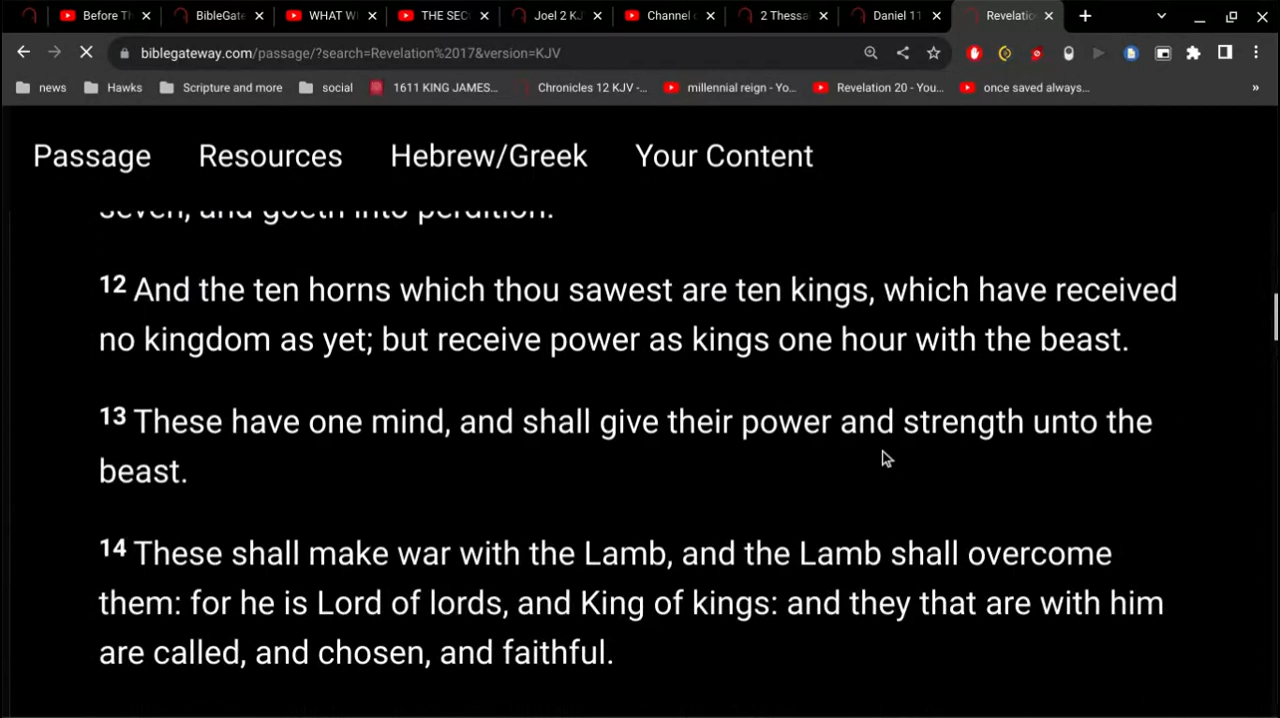 Before Th
BibleGate
WHAT W
THE SEC
Joel 2 KJ
Channel
2 Thessa
Daniel 11
Revelatio
biblegateway.com/passage/?search=Revelation%2017&version=KJV
news
Hawks
Scripture and more
social
1611 KING JAMES...
Chronicles 12 KJV -...
millennial reign - Yo...
Revelation 20 - You...
once saved always...
»
Passage Resources Hebrew/Greek Your Content
seven, and goeth into perdition.
12 And the ten horns which thou sawest are ten kings, which have received
no kingdom as yet; but receive power as kings one hour with the beast.
13 These have one mind, and shall give their power and strength unto the
beast.
14 These shall make war with the Lamb, and the Lamb shall overcome
them: for he is Lord of lords, and King of kings: and they that are with him
are called, and chosen, and faithful.